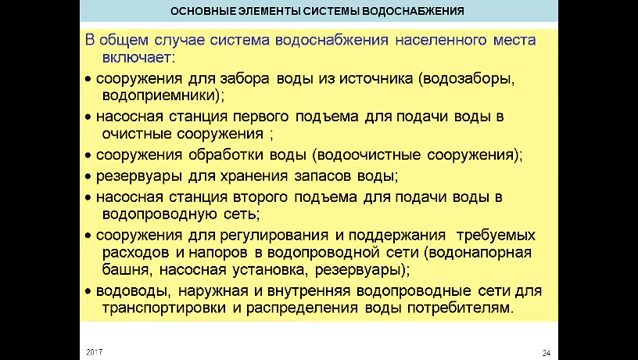 ОСНОВНЫЕ ЭЛЕМЕНТЫ СИСТЕМЫ ВОДОСНАБЖЕНИЯ
В общем случае система водоснабжения населенного места
включает:
• сооружения для забора воды из источника (водозаборы,
водоприемники);
• насосная станция первого подъема для подачи воды в
очистные сооружения ;
• сооружения обработки воды (водоочистные сооружения);
• резервуары для хранения запасов воды;
• насосная станция второго подъема для подачи воды в
водопроводную сеть;
• сооружения для регулирования и поддержания требуемых
расходов и напоров в водопроводной сети (водонапорная
башня, насосная установка, резервуары);
• водоводы, наружная и внутренняя водопроводные сети для
транспортировки и распределения воды потребителям.
2017
24